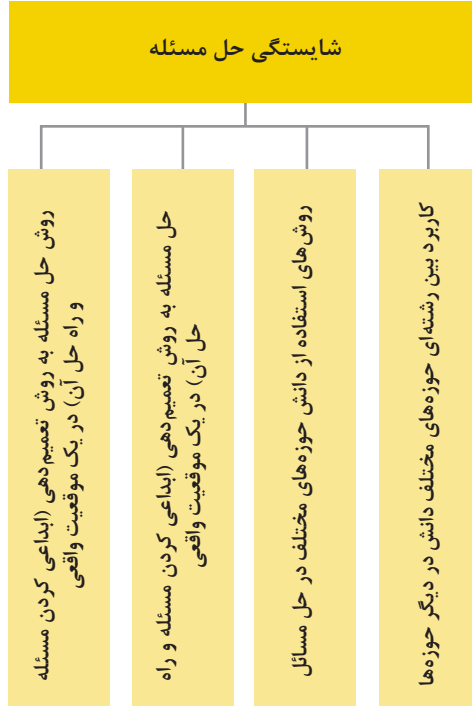 شایستگی حل مسئله
کاربرد بین رشته‌ای حوزه‌های مختلف دانش در دیگر حوزه‌ها
روش‌های استفاده از دانش حوزه‌های مختلف در حل مسائل
حل مسئله به روش تعمیم‌دهی (ابداعی کردن مسئله و راه
حل آن) در یک موقعیت واقعی
روش حل مسئله به روش تعمیم‌دهی (ابداعی کردن مسئله
و راه حل آن) در یک موقعیت واقعی